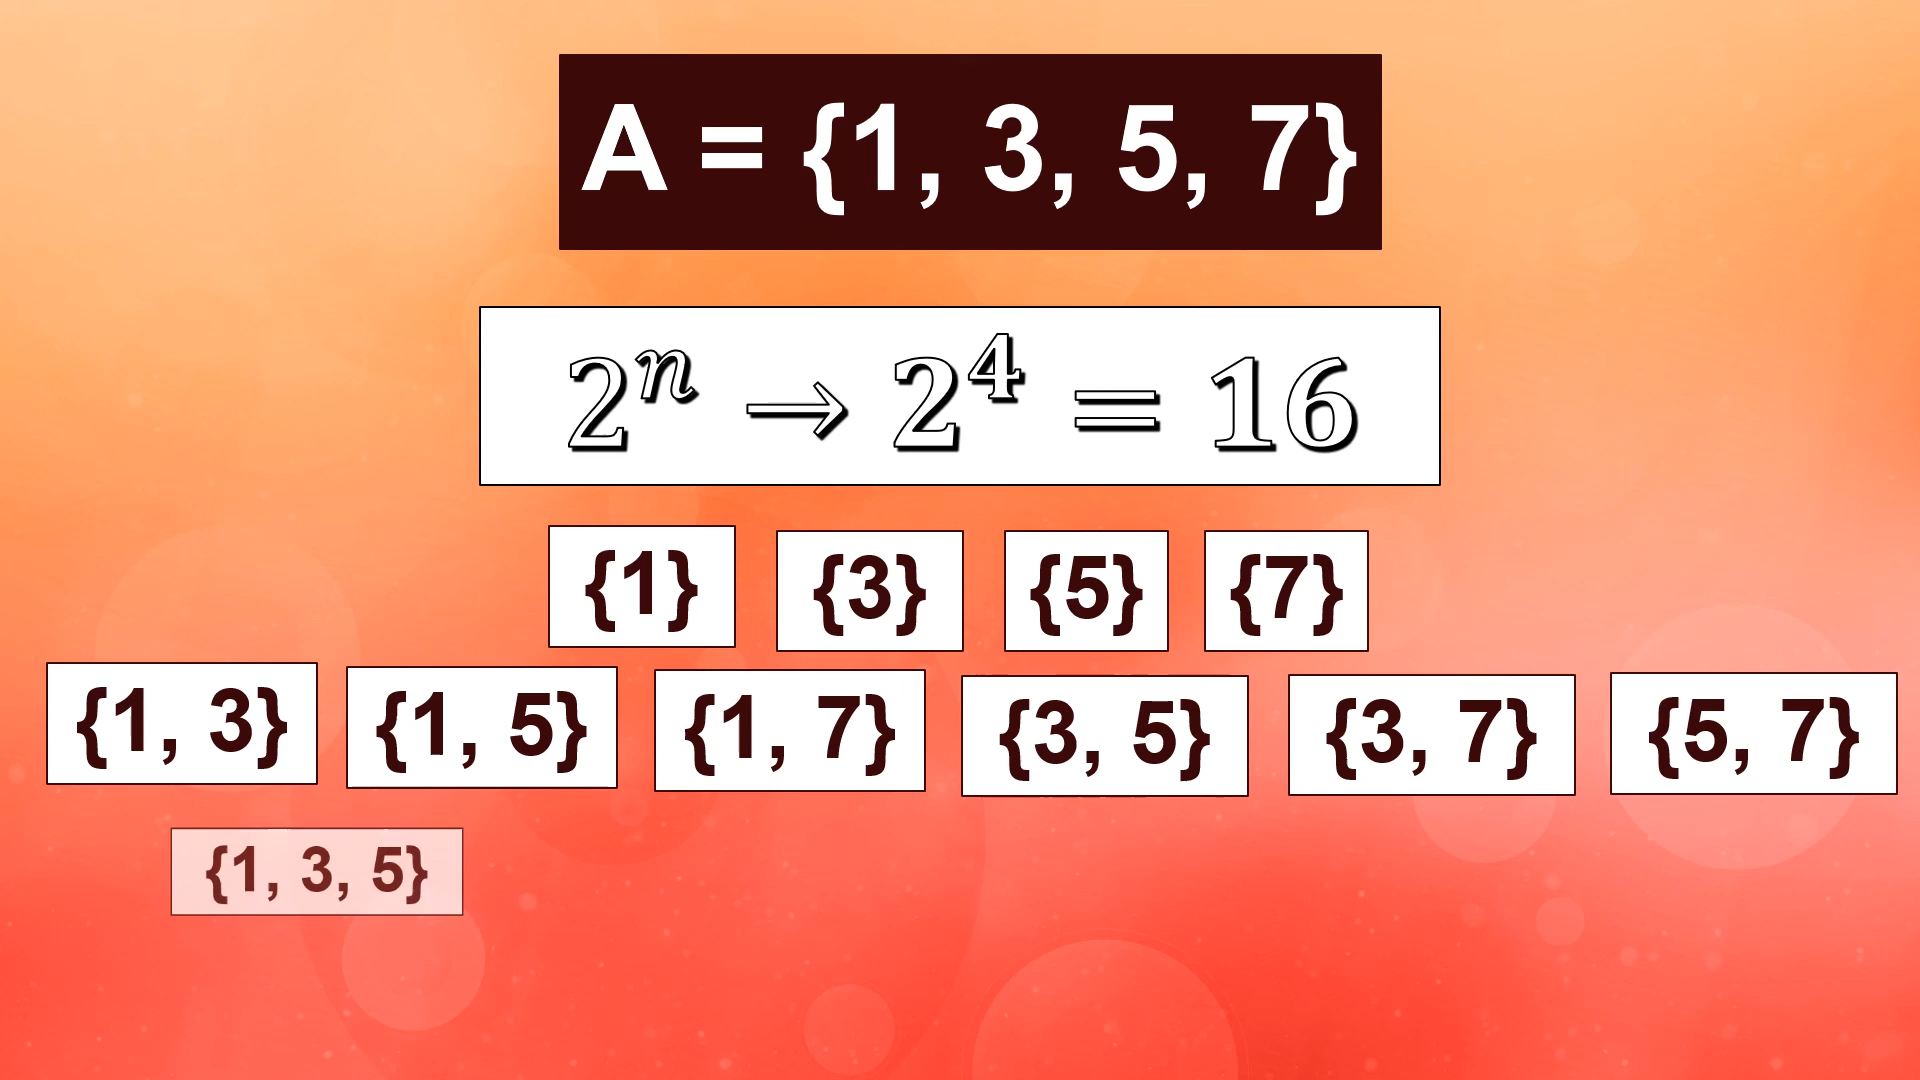 A = {1, 3, 5, 7}
2ⁿ → 2⁴ = 16
{1} {3} {5} {7}
{1, 3} {1, 5} {1, 7} {3, 5} {3, 7} {5, 7}
{1, 3, 5}